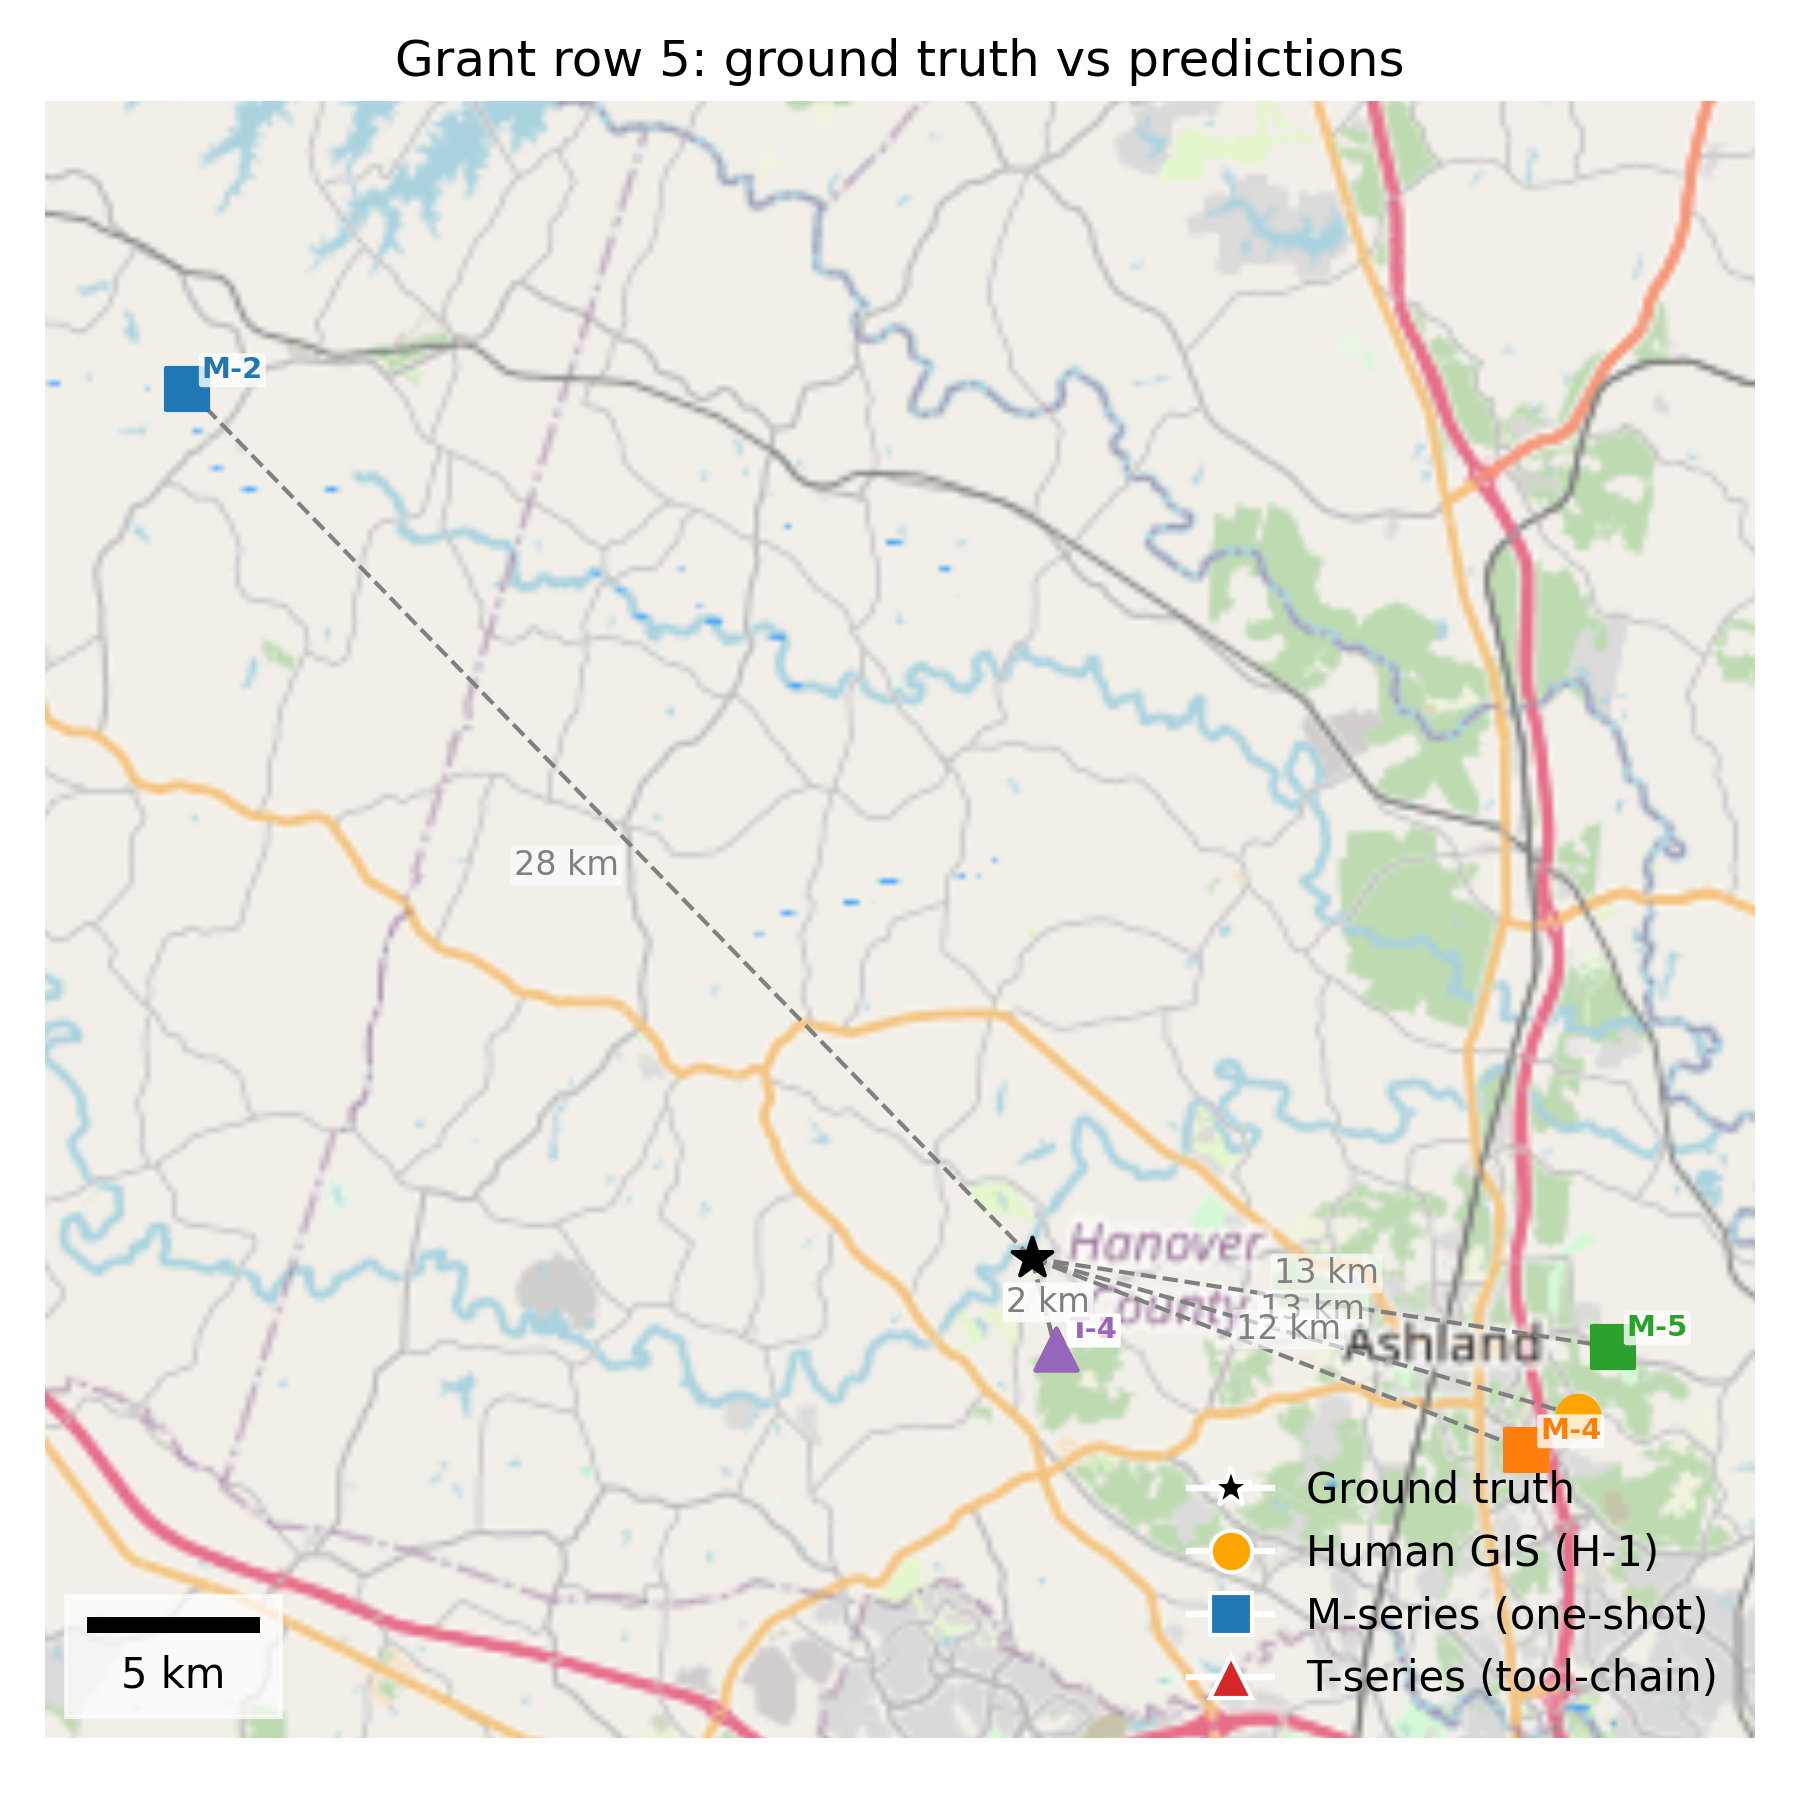 Grant row 5: ground truth vs predictions
M-2
28 km
Hanover
County
13 km
2 km
13 km
12 km
T-4
Ashland
M-5
M-4
Ground truth
Human GIS (H-1)
M-series (one-shot)
T-series (tool-chain)
5 km